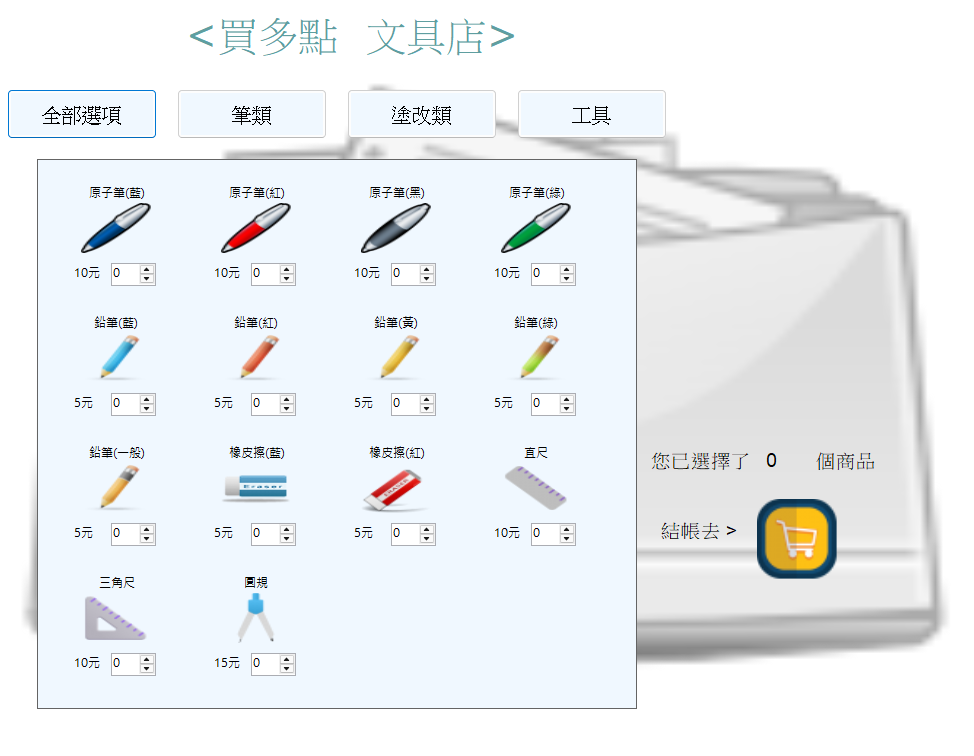 <買多點 文具店>
全部選項 筆類 塗改類 工具
原子筆(藍) 原子筆(紅) 原子筆(黑) 原子筆(綠)
10元 0 10元 0 10元 0 10元 0
鉛筆(藍) 鉛筆(紅) 鉛筆(黃) 鉛筆(綠)
5元 0 5元 0 5元 0 5元 0
鉛筆(一般) 橡皮擦(藍) 橡皮擦(紅) 直尺
Eraser ERASER
5元 0 5元 0 5元 0 10元 0
三角尺 圓規
10元 0 15元 0
您已選擇了 0 個商品
結帳去 >